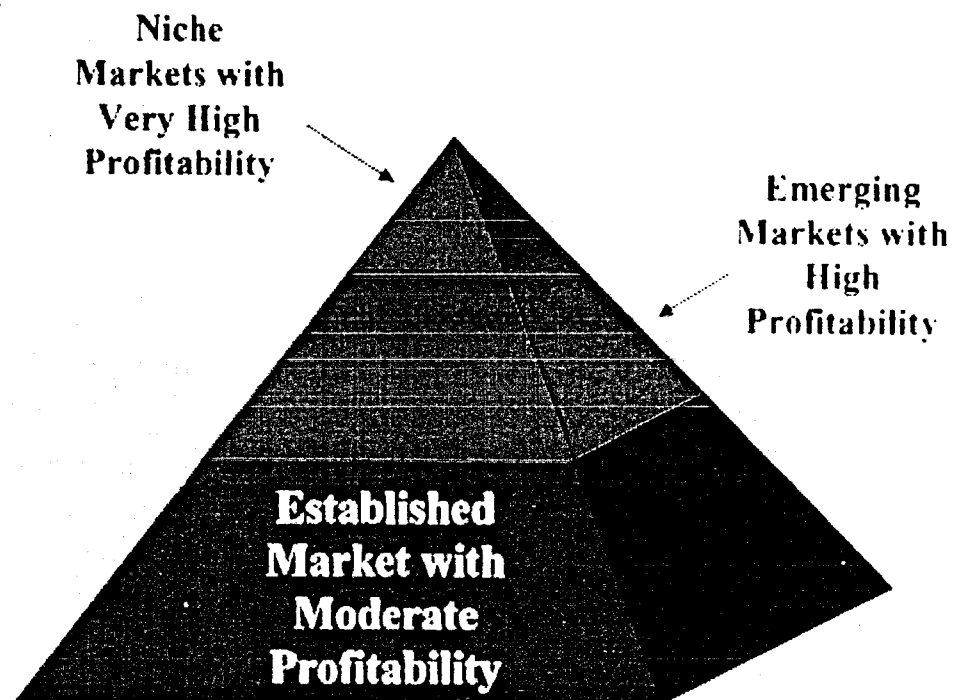 Niche
Markets with
Very High
Profitability
Emerging
Markets with
High
Profitability
Established
Market with
Moderate
Profitability